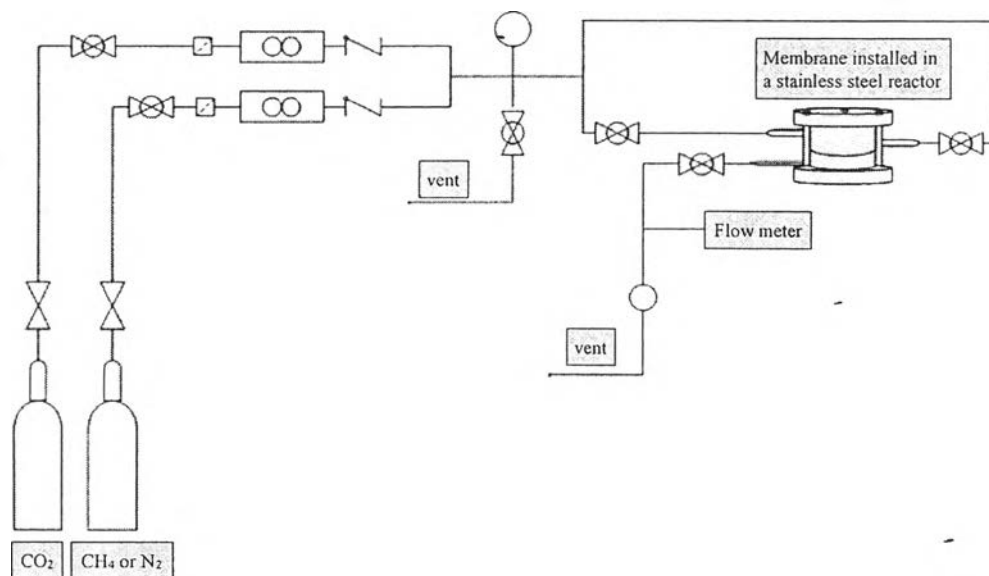 Membrane installed in
a stainless steel reactor
vent
Flow meter
vent
CO₂
CH₄ or N₂